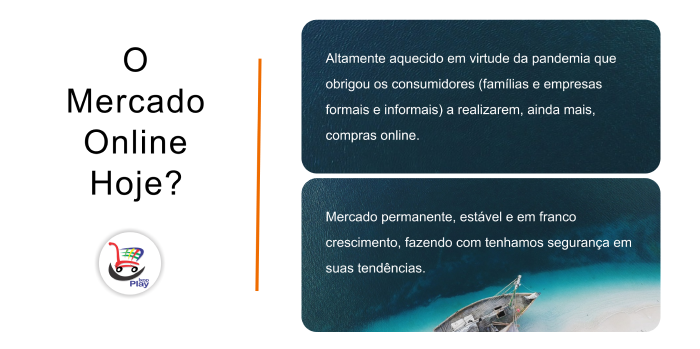 O
Mercado
Online
Hoje?
Play
Altamente aquecido em virtude da pandemia que
obrigou os consumidores (famílias e empresas
formais e informais) a realizarem, ainda mais,
compras online.
Mercado permanente, estável e em franco
crescimento, fazendo com tenhamos segurança em
suas tendências.